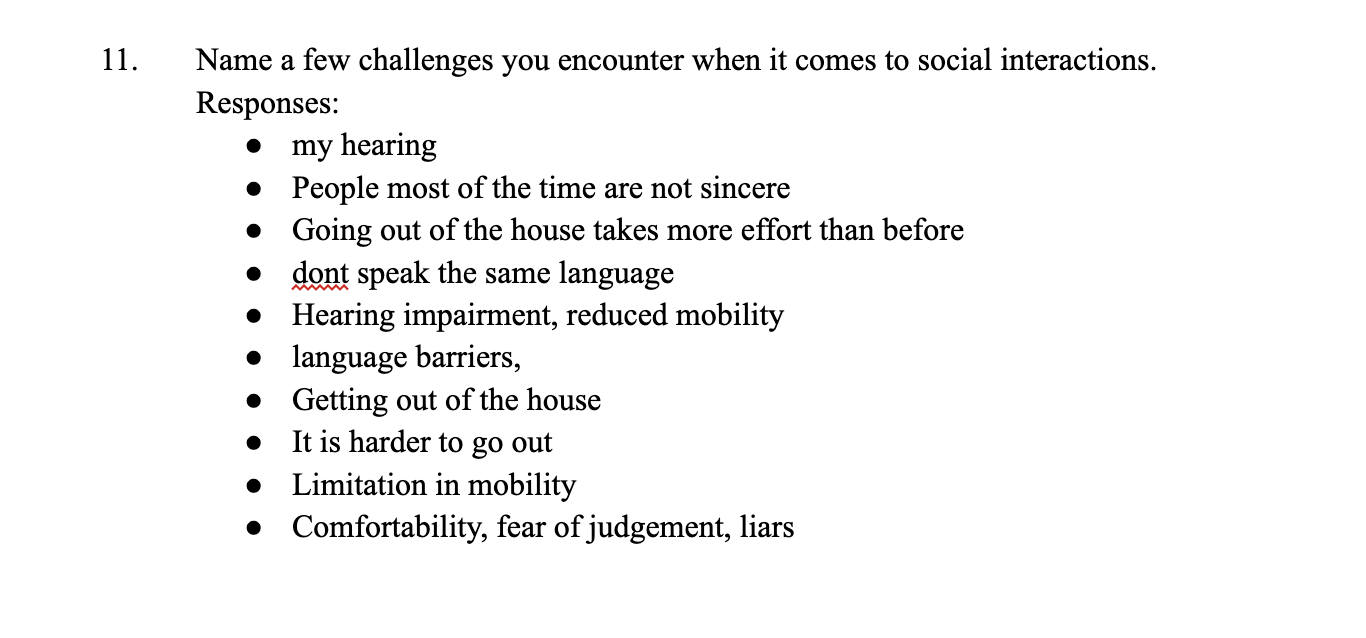 11. Name a few challenges you encounter when it comes to social interactions.
Responses:
● my hearing
● People most of the time are not sincere
● Going out of the house takes more effort than before
● dont speak the same language
● Hearing impairment, reduced mobility
● language barriers,
● Getting out of the house
● It is harder to go out
● Limitation in mobility
● Comfortability, fear of judgement, liars